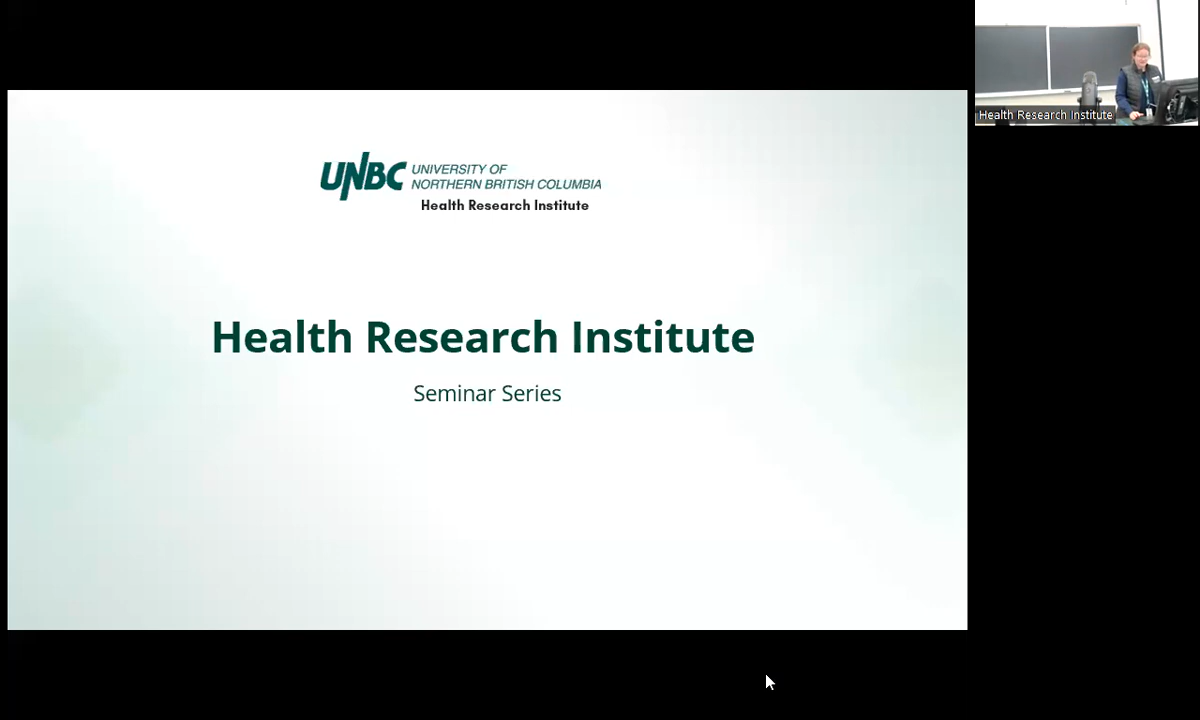 UNBC UNIVERSITY OF
NORTHERN BRITISH COLUMBIA
Health Research Institute
Health Research Institute
Seminar Series
Health Research Institute